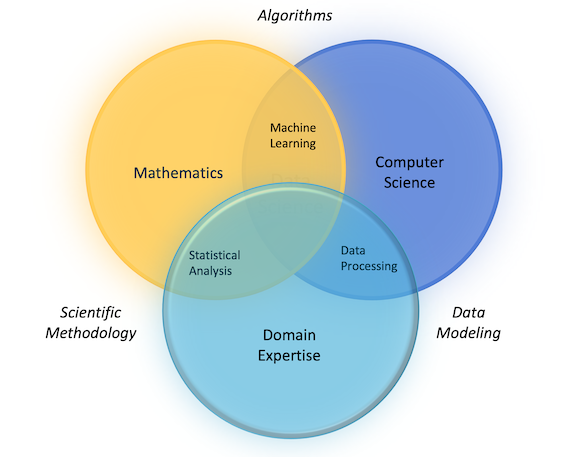 Algorithms
Machine
Learning
Mathematics
Computer
Science
Statistical
Analysis
Data
Processing
Scientific
Methodology
Domain
Expertise
Data
Modeling